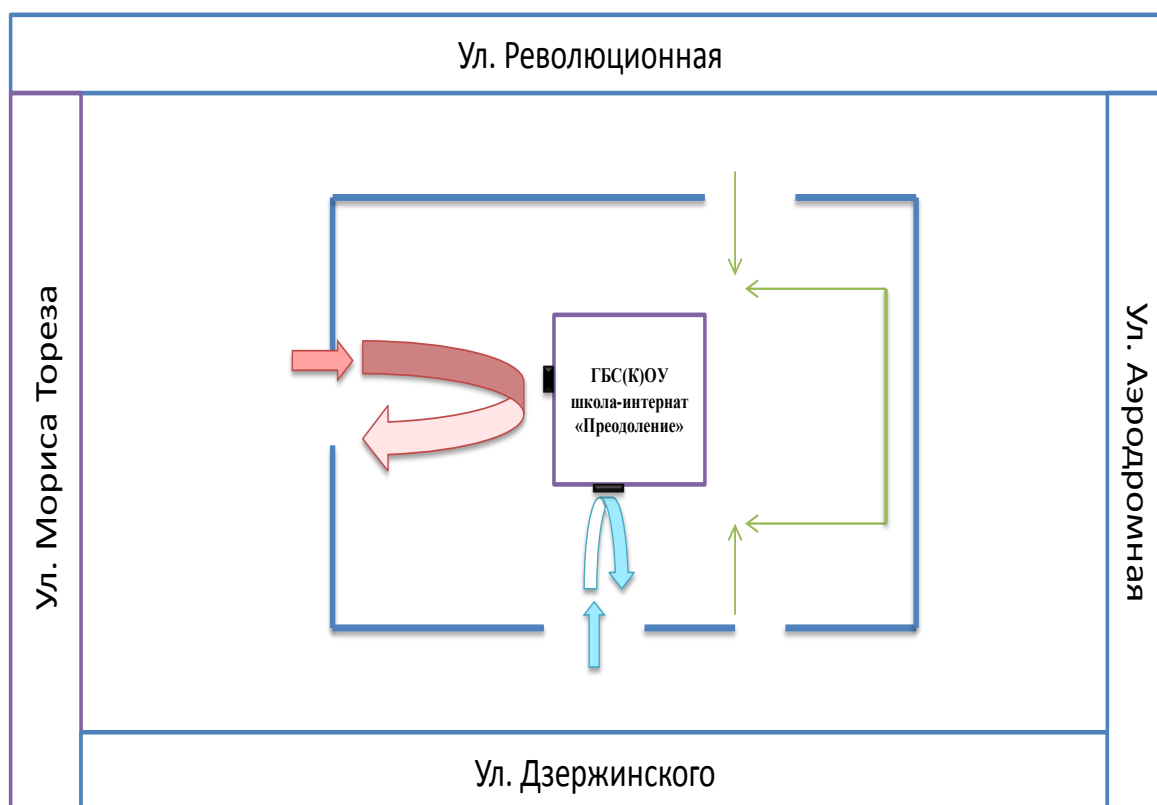 Ул. Революционная
Ул. Мориса Тореза
ГБС(К)ОУ
школа-интернат
«Преодоление»
Ул. Аэродромная
Ул. Дзержинского